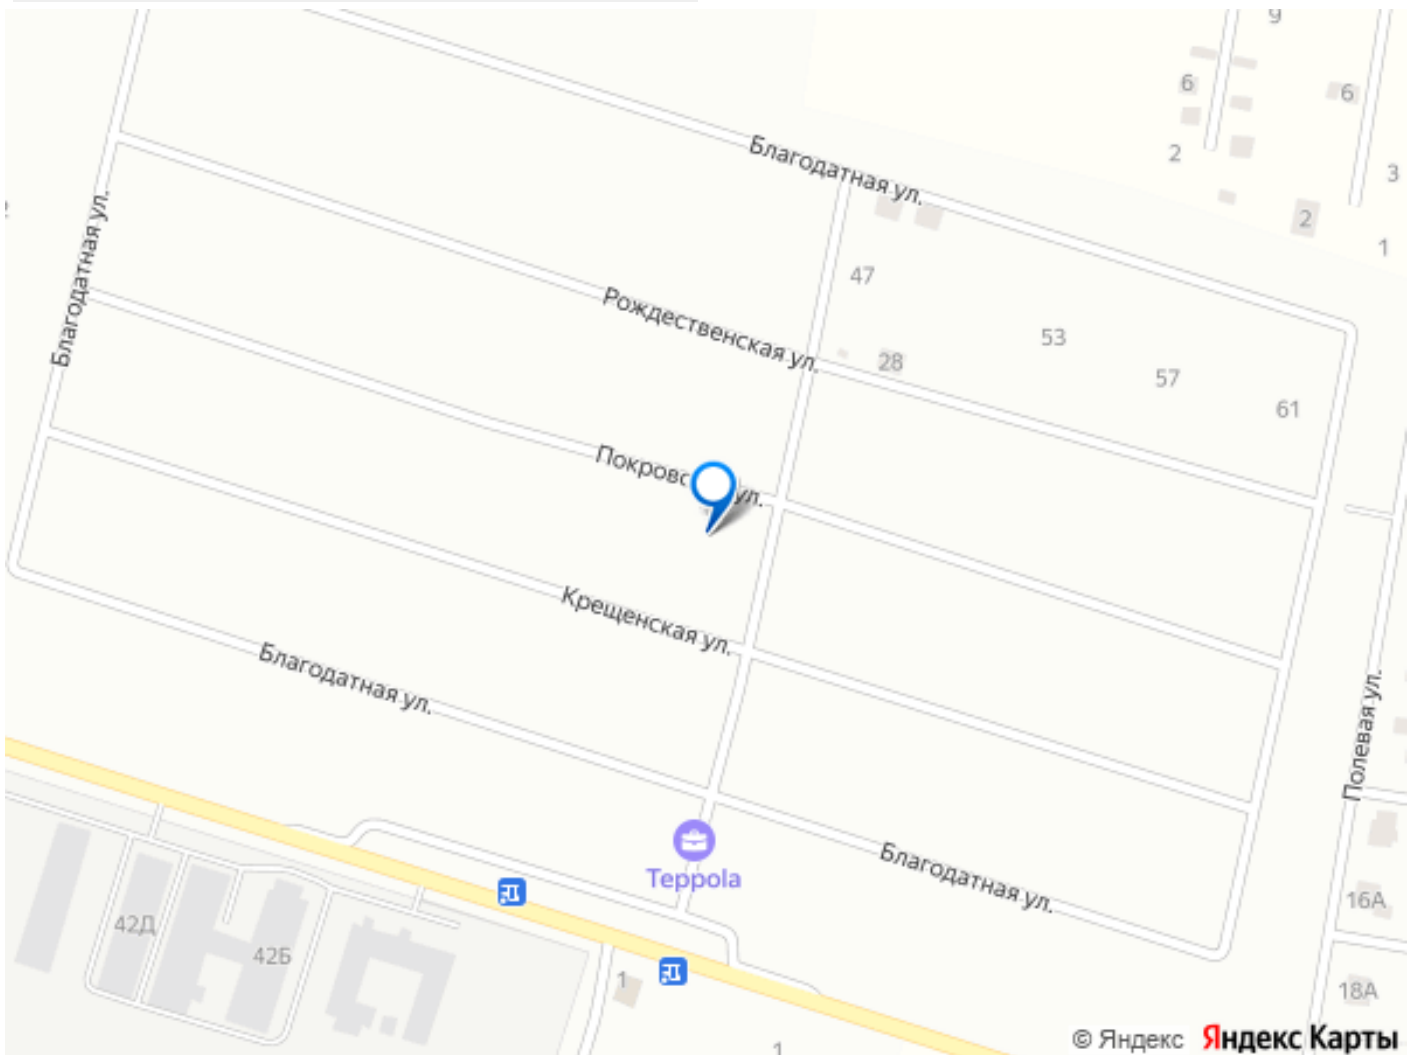 9
6
6
Благодатная ул.
2
3
Благодатная ул.
2
1
47
Рождественская ул.
53
28
57
61
Покровс
ул.
Крещенская ул.
Благодатная ул.
Полевая ул.
Teppola
Благодатная ул.
16А
42Д
42Б
1
18А
1
© Яндекс Яндекс Карты